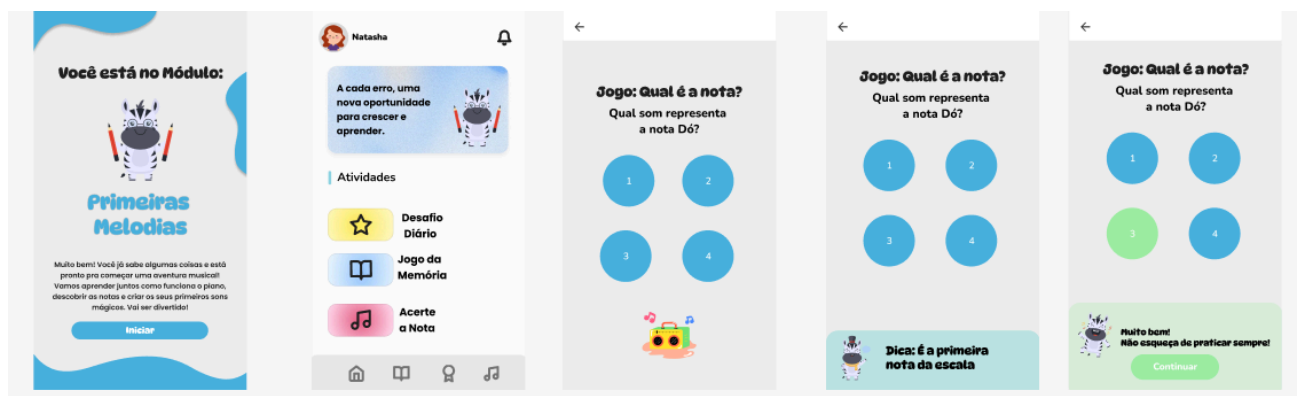 Você está no Módulo:
Primeiras
Melodias
Muito bem! Você já sabe algumas coisas e está
pronto pra começar uma aventura musical!
Vamos aprender juntos como funciona o piano,
descobrir as notas e criar os seus primeiros sons
mágicos. Vai ser divertido!
Iniciar
Natasha
A cada erro, uma
nova oportunidade
para crescer e
aprender.
Atividades
Desafio
Diário
Jogo da
Memória
Acerte
a Nota
Jogo: Qual é a nota?
Qual som representa
a nota Dó?
1
2
3
4
Jogo: Qual é a nota?
Qual som representa
a nota Dó?
1
2
3
4
Dica: É a primeira
nota da escala
Jogo: Qual é a nota?
Qual som representa
a nota Dó?
1
2
3
4
Muito bem!
Não esqueça de praticar sempre!
Continuar